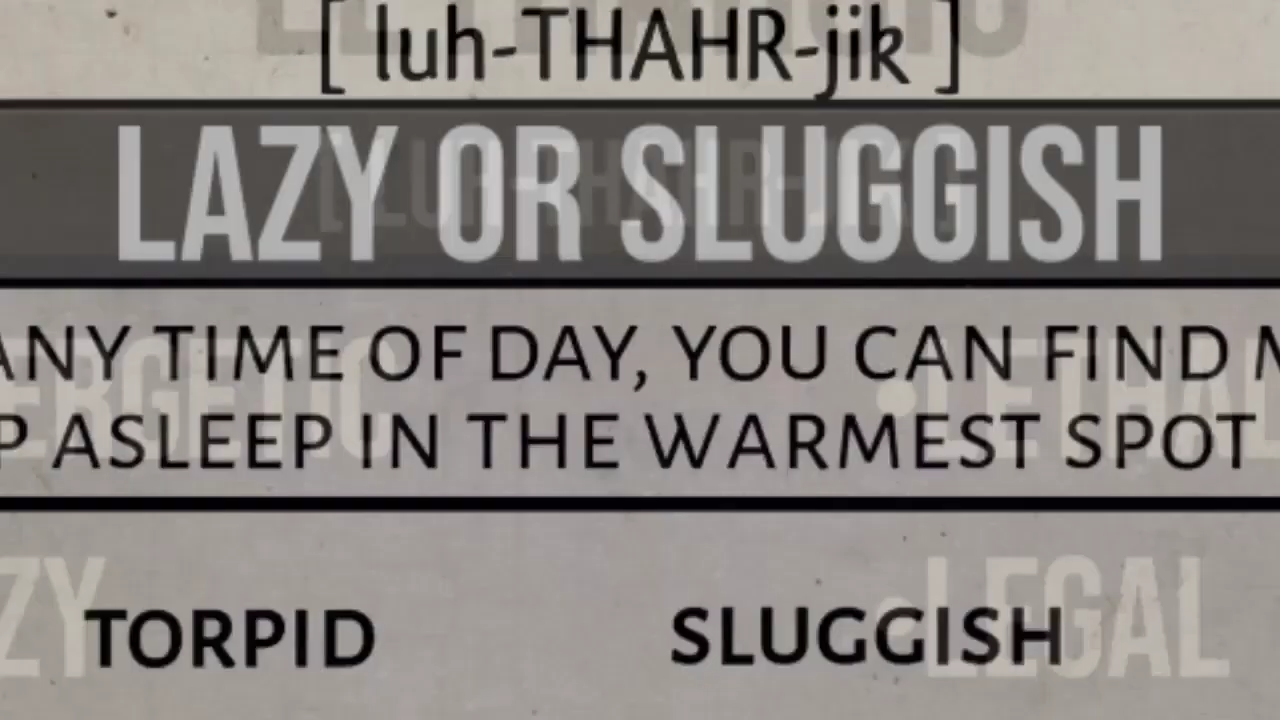 [ luh-THAHR-jik ]
LAZY OR SLUGGISH
ANY TIME OF DAY, YOU CAN FIND
ASLEEP IN THE WARMEST SPOT
TORPID SLUGGISH
LEGAL